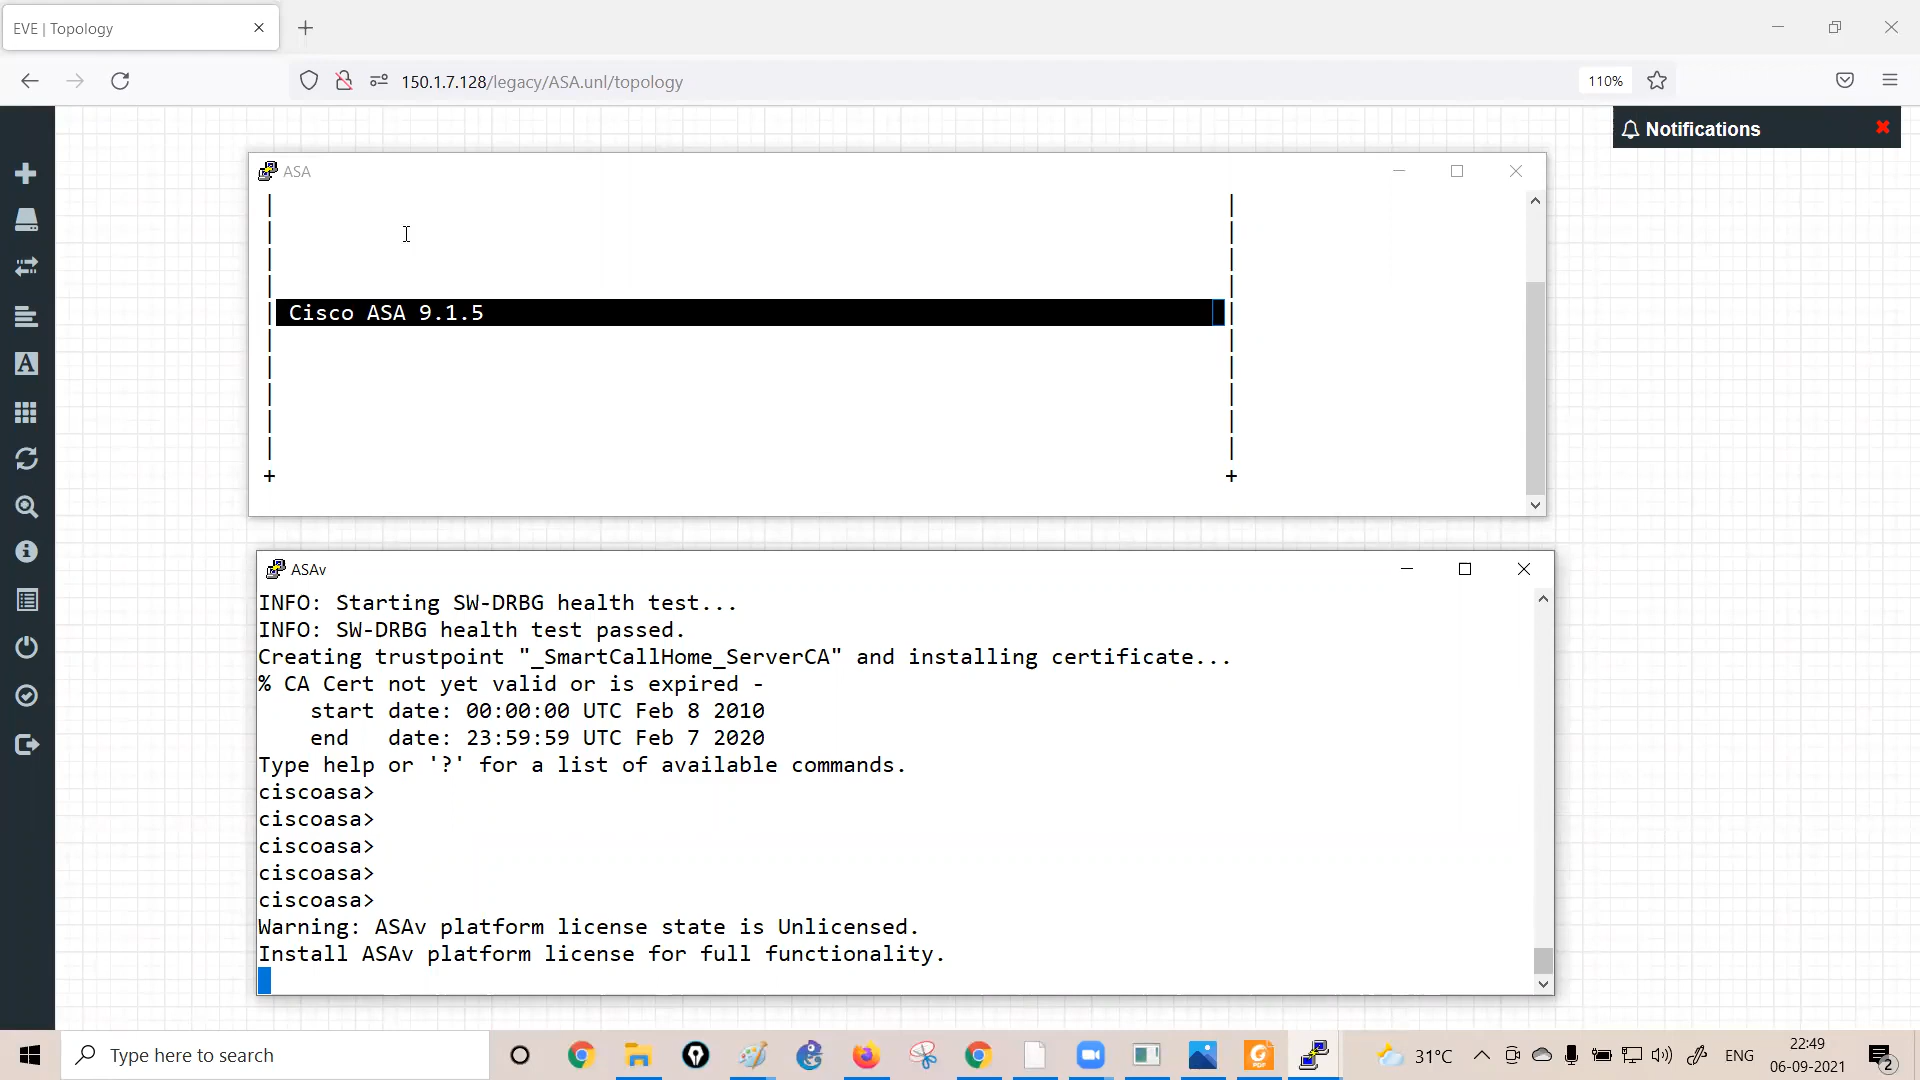 EVE | Topology
150.1.7.128/legacy/ASA.unl/topology
110%
Notifications
ASA
Cisco ASA 9.1.5
ASAv
INFO: Starting SW-DRBG health test...
INFO: SW-DRBG health test passed.
Creating trustpoint "_SmartCallHome_ServerCA" and installing certificate...
% CA Cert not yet valid or is expired -
start date: 00:00:00 UTC Feb 8 2010
end   date: 23:59:59 UTC Feb 7 2020
Type help or '?' for a list of available commands.
ciscoasa>
ciscoasa>
ciscoasa>
ciscoasa>
ciscoasa>
Warning: ASAv platform license state is Unlicensed.
Install ASAv platform license for full functionality.
Type here to search
31°C
ENG
22:49
06-09-2021
2